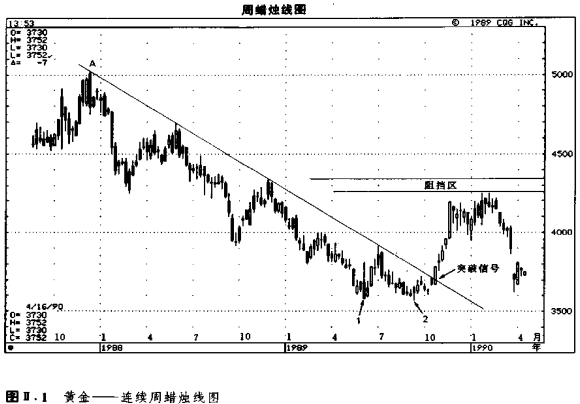 周蜡烛线图
13 53 © 1989 CQG INC.
O= 3730
H= 3752
L= 3730
L= 3752
Δ= -7
A
5000
4500
阻挡区
4000
突破信号
3500
1 2
4/16/90
O= 3730
H= 3752
L= 3730
C= 3752
10 1 4 7 10 1 4 7 10 1 4 月
1988 1989 1990 年
图 Ⅱ.1 黄金——连续周蜡烛线图